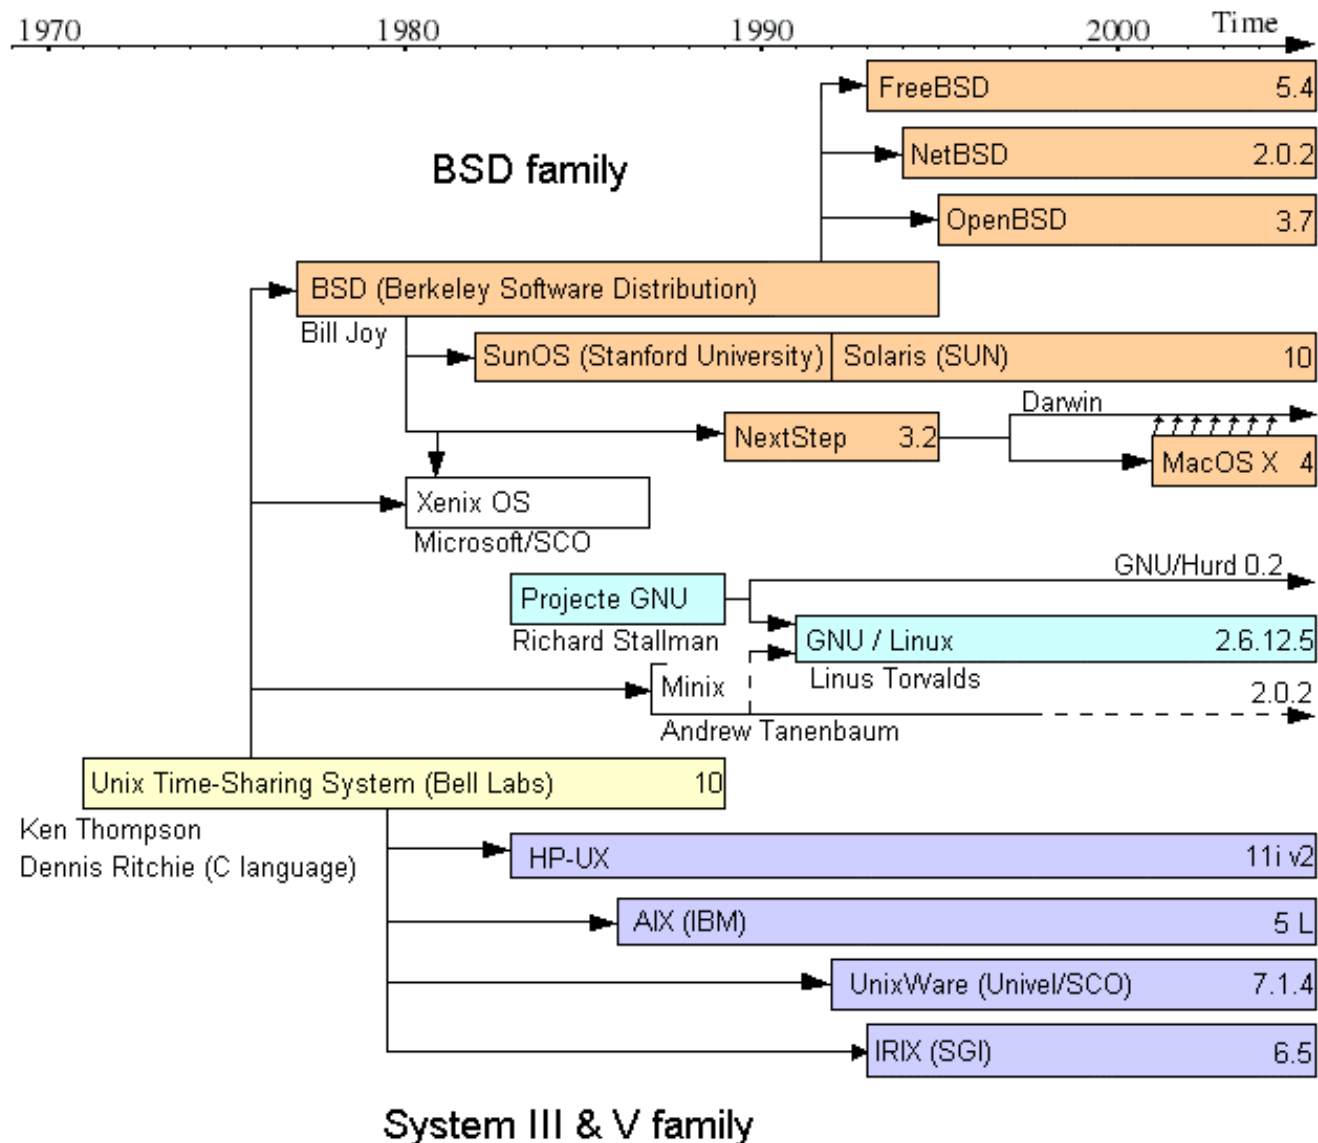 1970 1980 1990 2000 Time
FreeBSD 5.4
NetBSD 2.0.2
BSD family
OpenBSD 3.7
BSD (Berkeley Software Distribution)
Bill Joy
SunOS (Stanford University) Solaris (SUN) 10
Darwin
NextStep 3.2
MacOS X 4
Xenix OS
Microsoft/SCO
GNU/Hurd 0.2
Projecte GNU
Richard Stallman
GNU / Linux 2.6.12.5
Linus Torvalds
Minix 2.0.2
Andrew Tanenbaum
Unix Time-Sharing System (Bell Labs) 10
Ken Thompson
Dennis Ritchie (C language)
HP-UX 11i v2
AIX (IBM) 5 L
UnixWare (Univel/SCO) 7.1.4
IRIX (SGI) 6.5
System III & V family